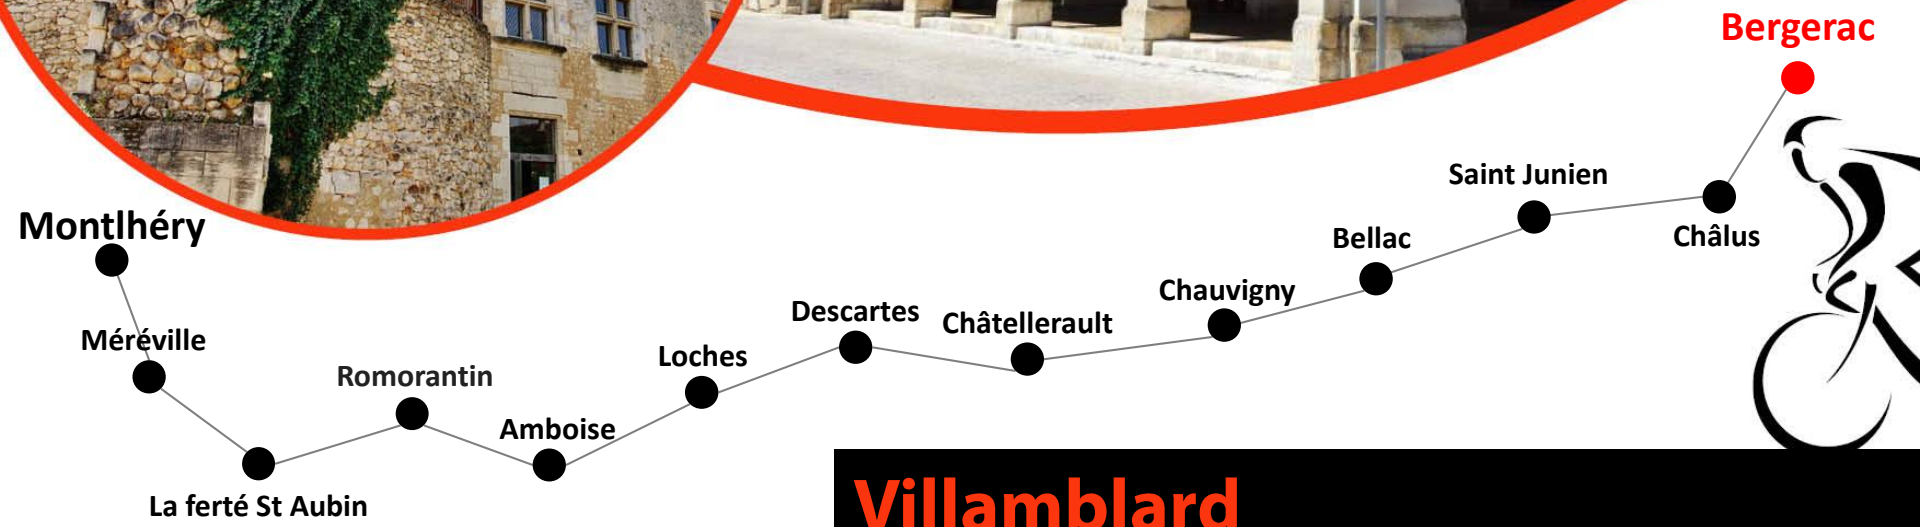 Bergerac
Saint Junien
Montlhéry
Châlus
Bellac
Chauvigny
Descartes
Châtellerault
Méréville
Loches
Romorantin
Amboise
La ferté St Aubin
Villamblard